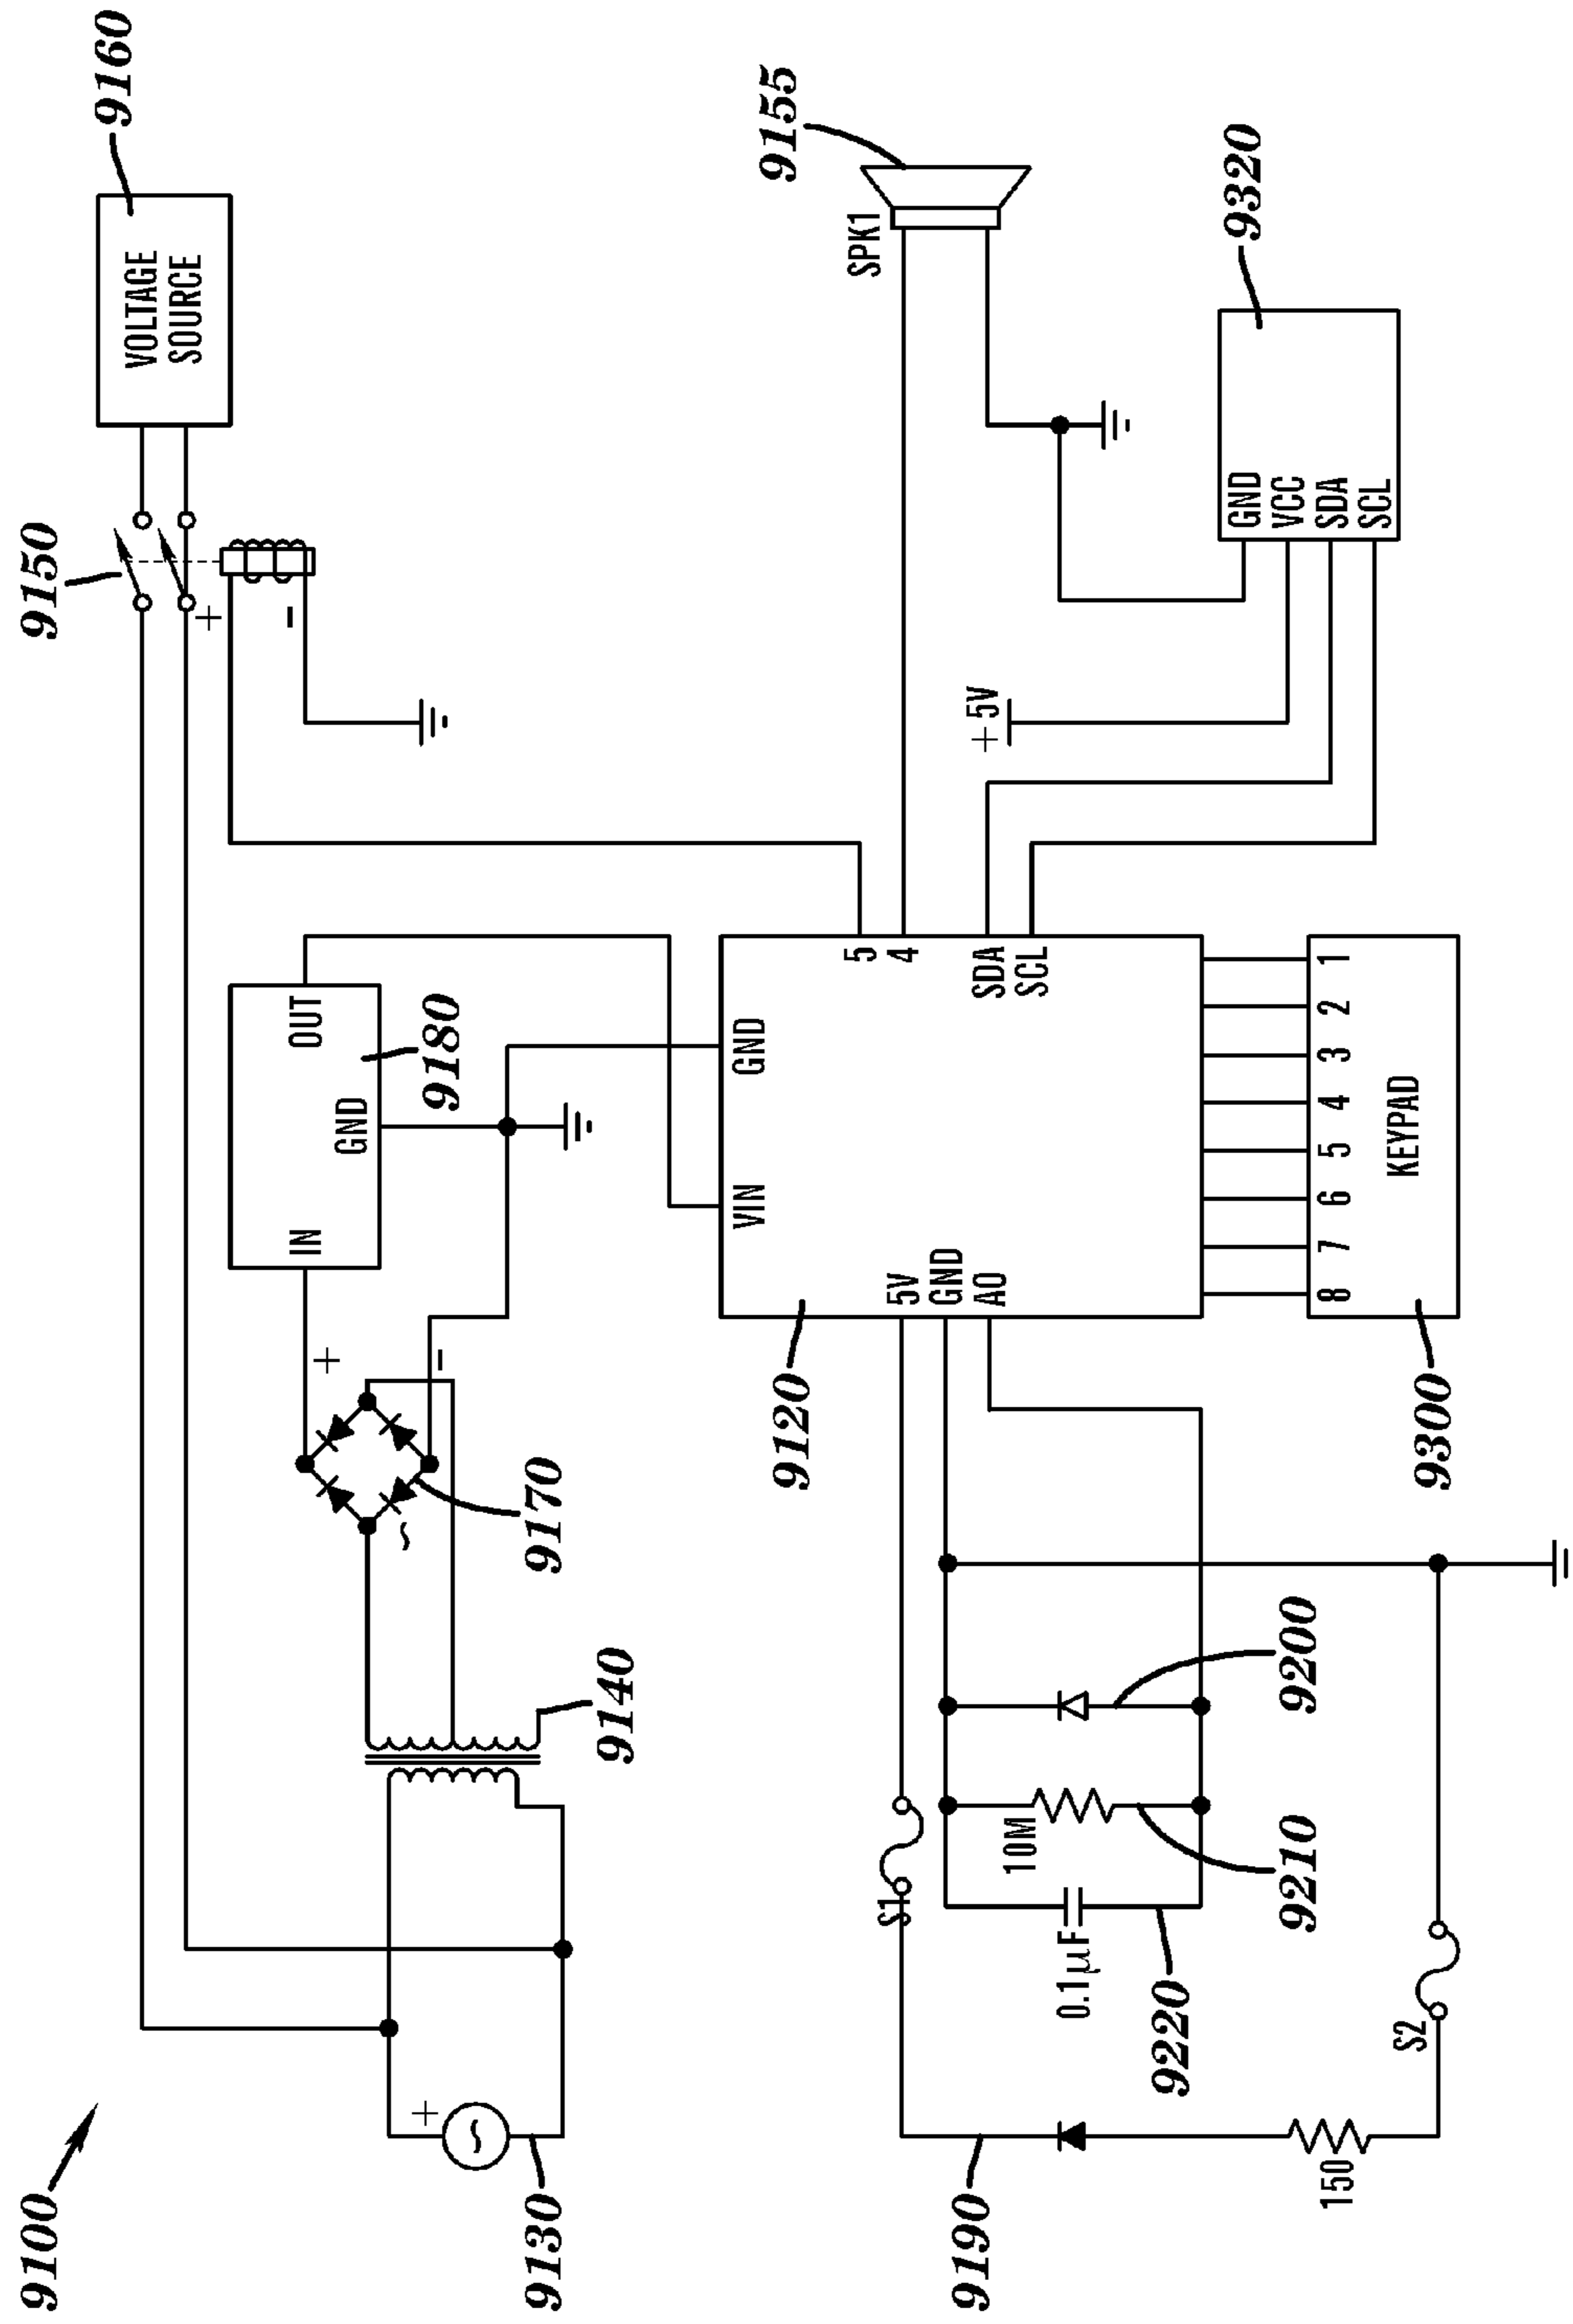 9100
9160
VOLTAGE
SOURCE
9150
+
-
9130
+
~
9140
9170
~
+
-
IN
OUT
GND
9180
9155
SPK1
9320
GND
VCC
SDA
SCL
+ 5V
9120
VIN
GND
5
4
SDA
SCL
5V
GND
A0
8 7 6 5 4 3 2 1
KEYPAD
9300
9190
S1
10M
0.1µF
9200
9210
9220
S2
150